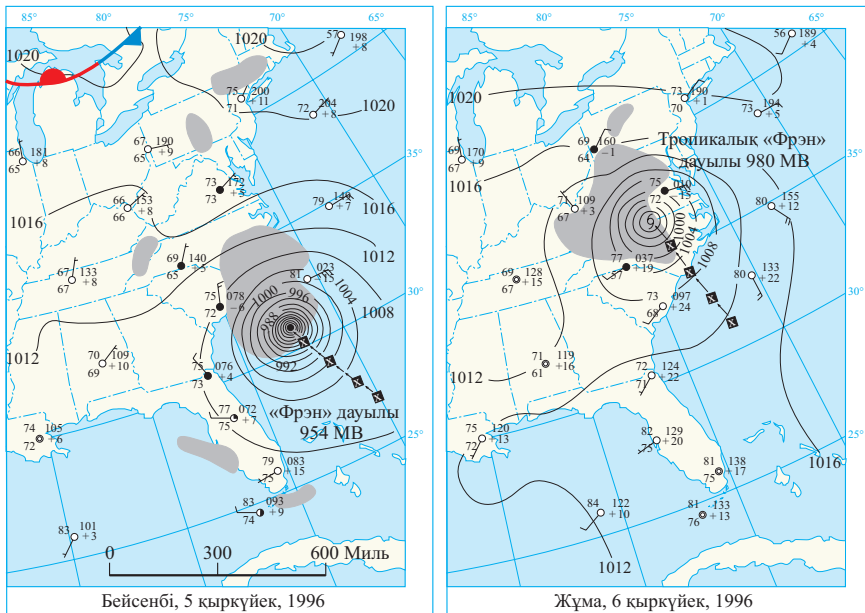 85° 80° 75° 70° 65°
1020
1020
57 198 +8
75 200 +11 71
72 204 +8
1020
66 181 +8 65
67 190 +9 65
35°
73 172 +5 73
66 153 +8 66
79 +7
1016
1016
1012
69 140 +5 65
67 133 +8 67
81 023 -15
30°
1000
996
1004
75 078 -6 72
988
1008
1012
70 109 +10 69
992
75 076 +4 73
77 072 +7 75
«Фрэн» дауылы
954 МВ
74 105 +6 72
25°
79 083 +15 75
83 093 +9 74
83 101 +3
0 300 600 Миль
Бейсенбі, 5 қыркүйек, 1996
85° 80° 75° 70° 65°
56 189 +4
1020
73 190 +1 70
73 194 +5
69 160 -1 64
Тропикалық «Фрэн»
дауылы 980 МВ
69 170 +9 67
35°
1016
75 72
71 109 +3 67
80 155 +12
1000
1004
1008
77 037 +19 57
69 128 +15 67
80 133 +22
30°
73 097 +24 68
71 119 +16 61
1012
72 124 +22 71
75 120 +13 72
82 129 +20 75
25°
81 138 +17 75
1016
84 122 +10
81 133 +13 76
1012
Жұма, 6 қыркүйек, 1996